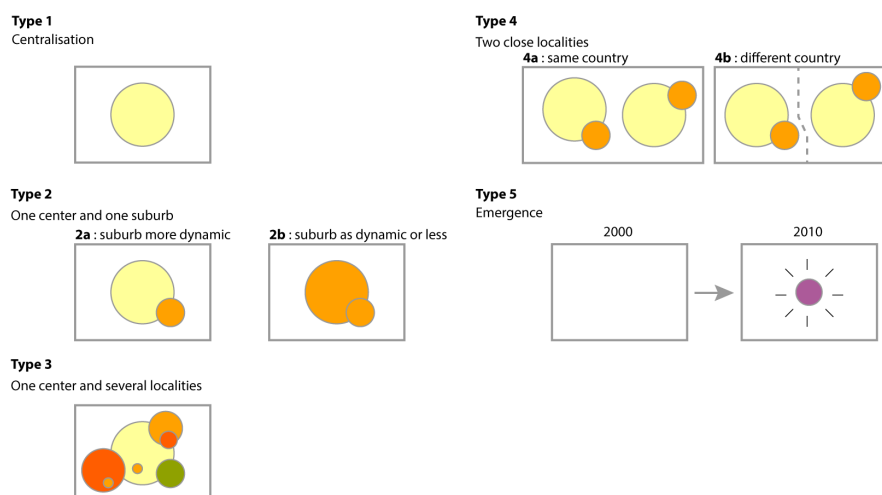 Type 1
Centralisation
Type 2
One center and one suburb
2a : suburb more dynamic
2b : suburb as dynamic or less
Type 3
One center and several localities
Type 4
Two close localities
4a : same country
4b : different country
Type 5
Emergence
2000
2010